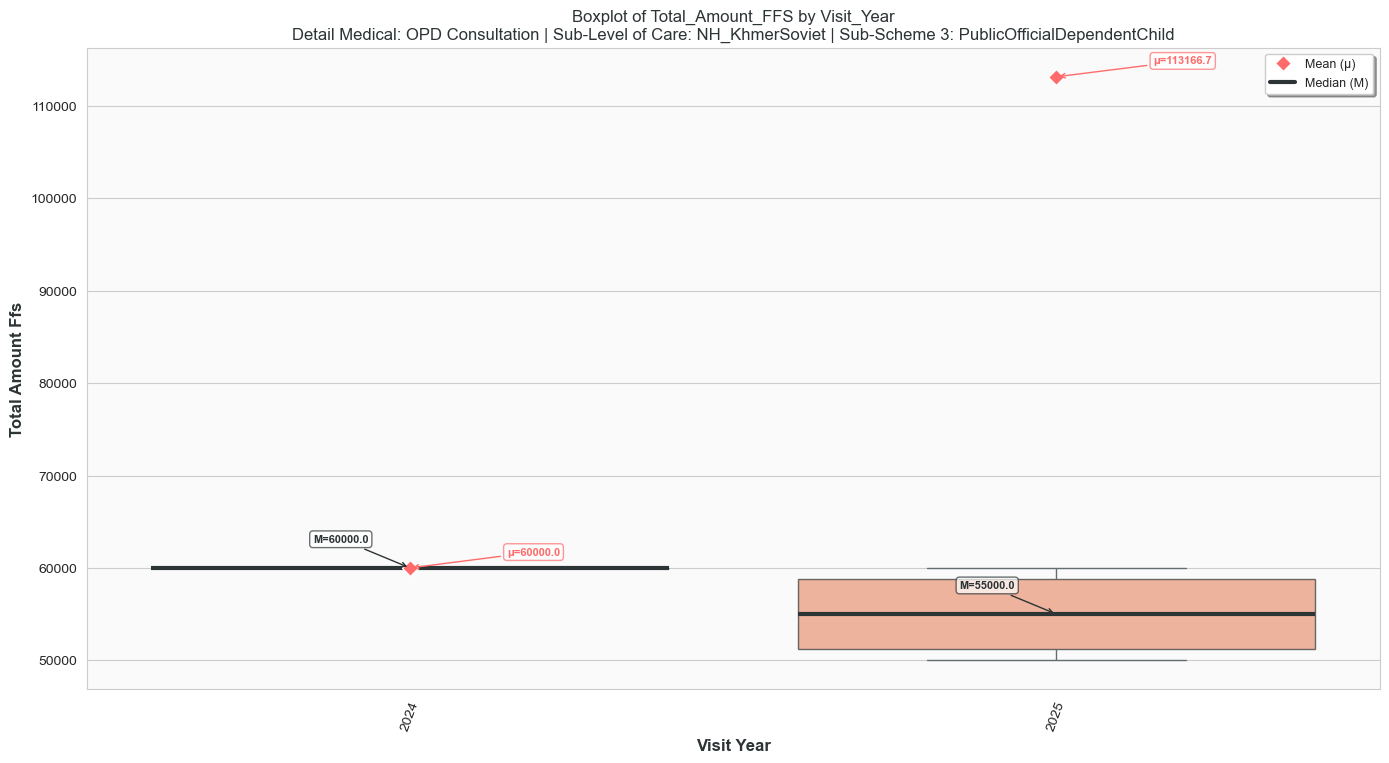 Boxplot of Total_Amount_FFS by Visit_Year
Detail Medical: OPD Consultation | Sub-Level of Care: NH_KhmerSoviet | Sub-Scheme 3: PublicOfficialDependentChild
μ=113166.7
Mean (μ)
Median (M)
110000
100000
90000
80000
70000
60000
50000
Total Amount Ffs
M=60000.0
μ=60000.0
M=55000.0
2024
2025
Visit Year